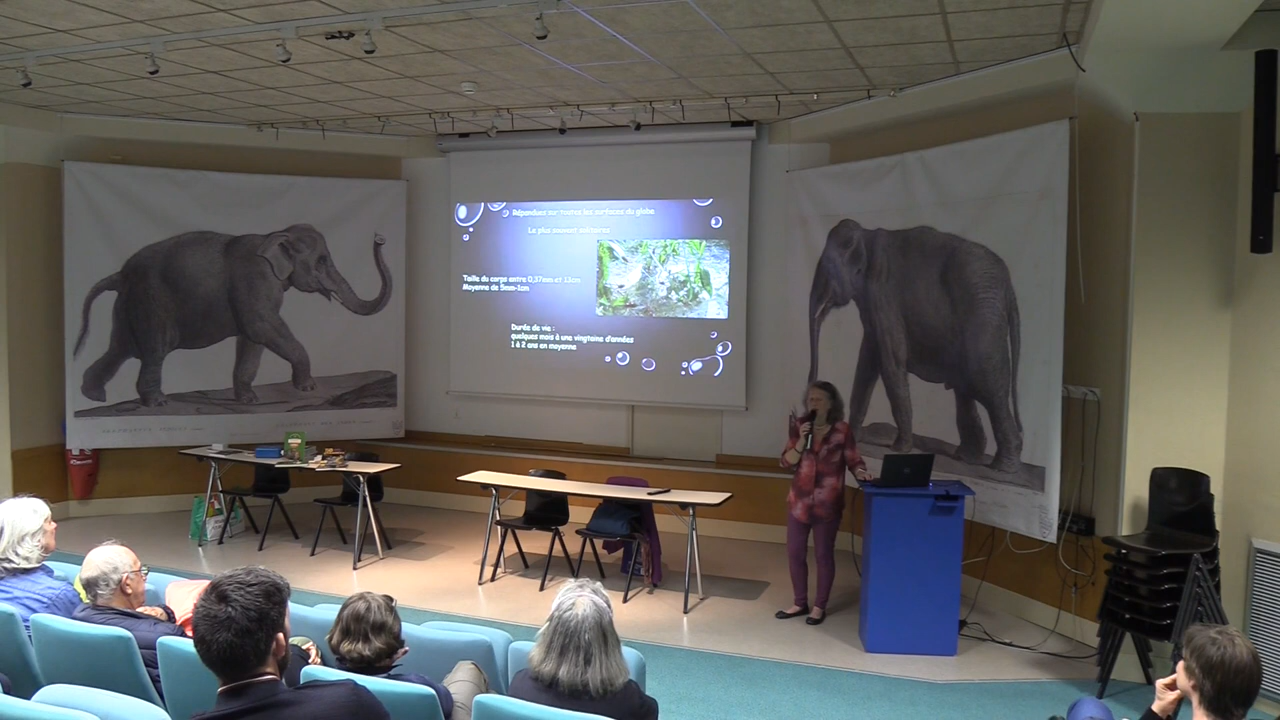 Répandues sur toutes les surfaces du globe
Le plus souvent solitaires
Taille du corps entre 0,37mm et 13cm
Moyenne de 5mm-1cm
Durée de vie :
quelques mois à une vingtaine d'années
1 à 2 ans en moyenne